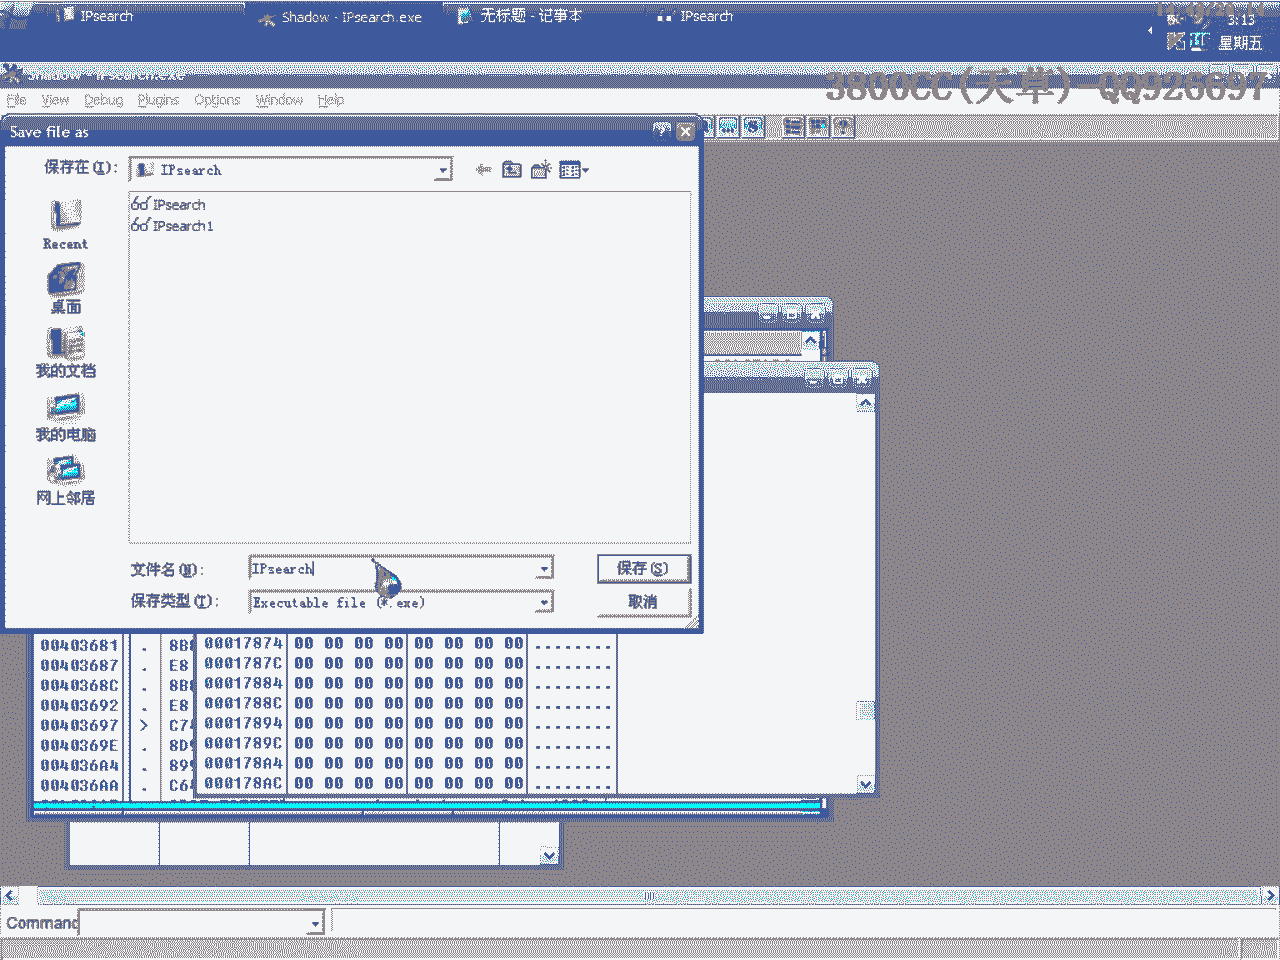 IPsearch
Shadow - IPsearch.exe
无标题 - 记事本
IPsearch
3:13
星期五
Shadow - IPsearch.exe
3800CC(天草)-QQ926697
File View Debug Plugins Options Window Help
Save file as
保存在(I):
IPsearch
IPsearch
IPsearch1
Recent
桌面
我的文档
我的电脑
网上邻居
文件名(N):
IPsearch
保存(S)
保存类型(T):
Executable file (*.exe)
取消
00403681 . 8B
00403687 . E8
0040368C . 8B
00403692 . E8
00403697 > C7
0040369E . 8D
004036A4 . 89
004036AA . C6
00017874 00 00 00 00 00 00 00 00 ........
0001787C 00 00 00 00 00 00 00 00 ........
00017884 00 00 00 00 00 00 00 00 ........
0001788C 00 00 00 00 00 00 00 00 ........
00017894 00 00 00 00 00 00 00 00 ........
0001789C 00 00 00 00 00 00 00 00 ........
000178A4 00 00 00 00 00 00 00 00 ........
000178AC 00 00 00 00 00 00 00 00 ........
Command